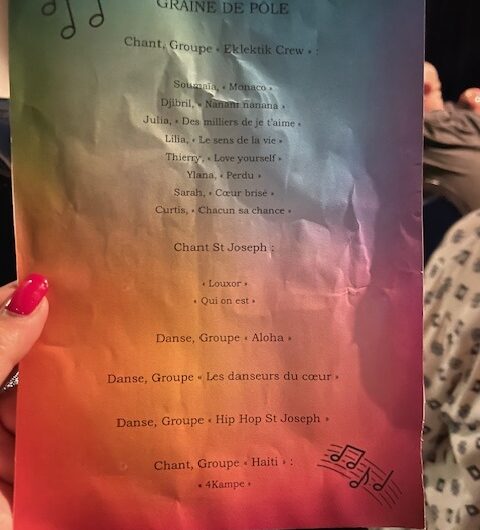 GRAINE DE POLE
Chant, Groupe « Eklektik Crew » :
Soumaïa, « Monaco »
Djibril, « Nanani nanana »
Julia, « Des milliers de je t'aime »
Lilia, « Le sens de la vie »
Thierry, « Love yourself »
Ylana, « Perdu »
Sarah, « Cœur brisé »
Curtis, « Chacun sa chance »
Chant St Joseph :
« Louxor »
« Qui on est »
Danse, Groupe « Aloha »
Danse, Groupe « Les danseurs du cœur »
Danse, Groupe « Hip Hop St Joseph »
Chant, Groupe « Haiti » :
« 4Kampe »